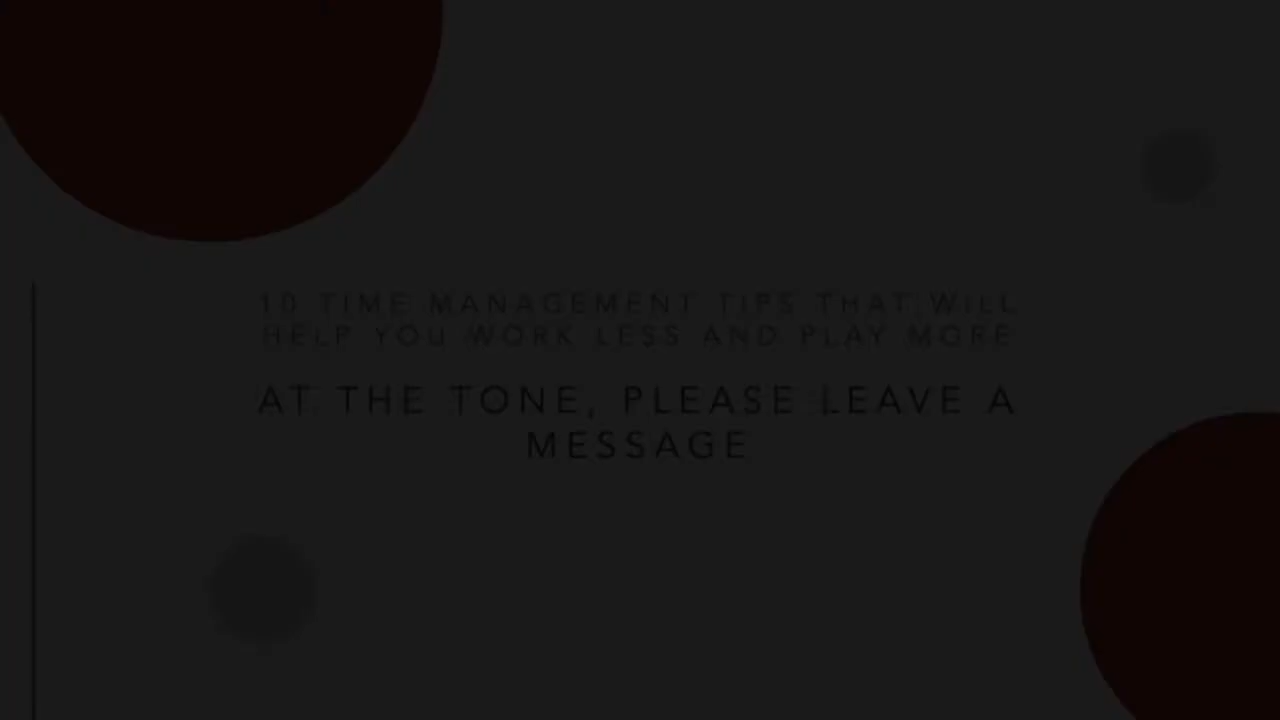 10 TIME MANAGEMENT TIPS THAT WILL
HELP YOU WORK LESS AND PLAY MORE
AT THE TONE, PLEASE LEAVE A
MESSAGE